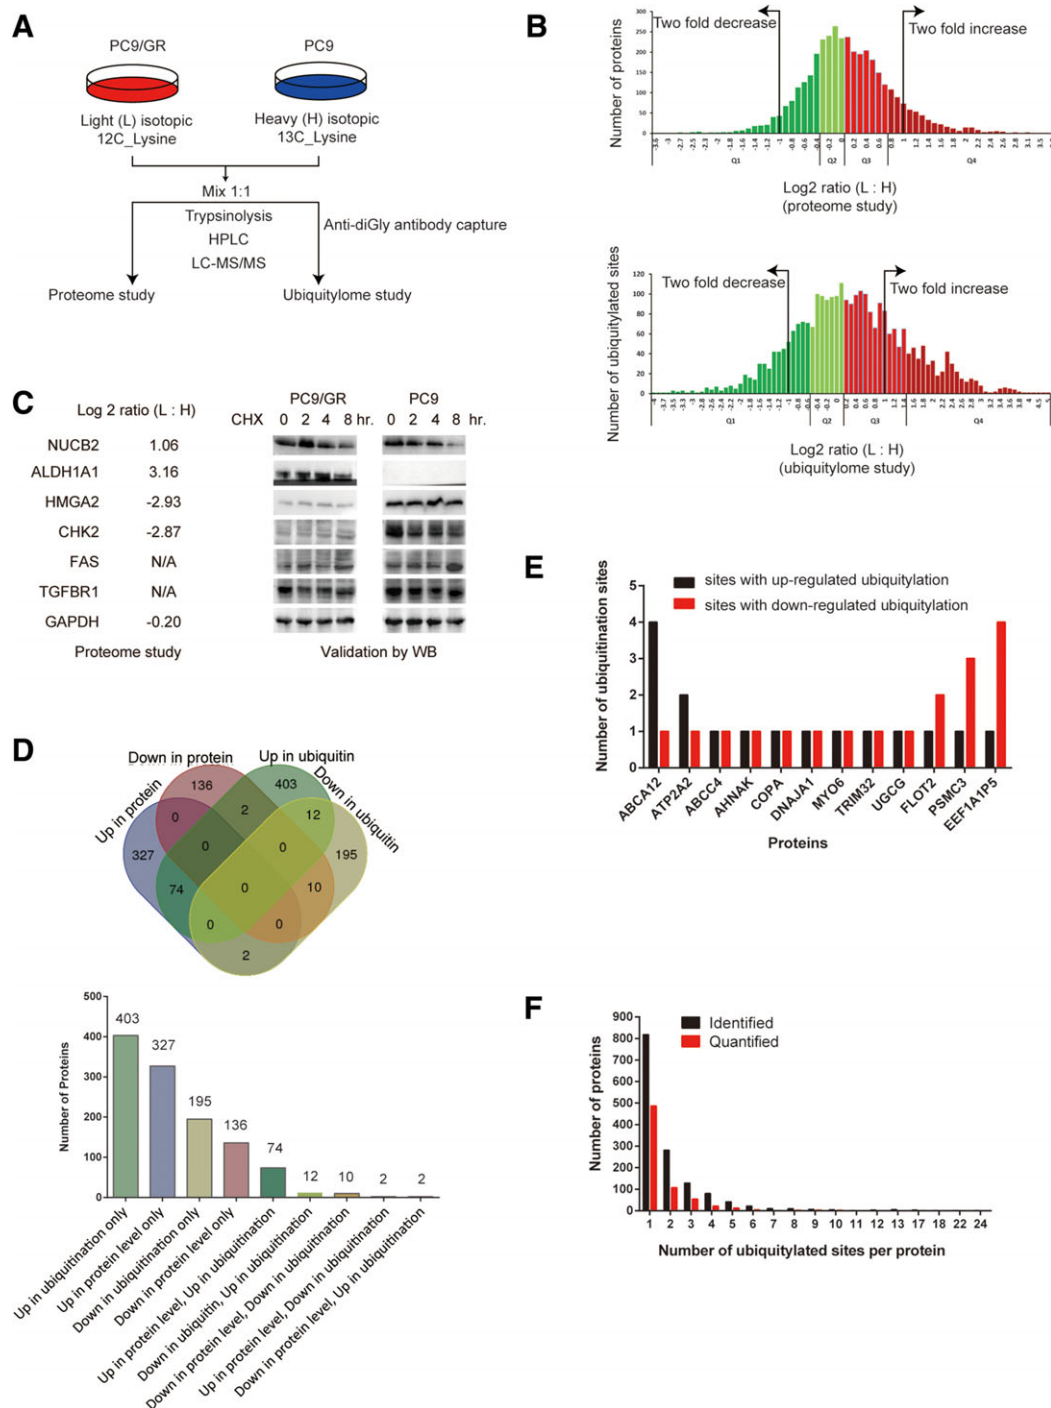 A
PC9/GR
PC9
Light (L) isotopic
12C_Lysine
Heavy (H) isotopic
13C_Lysine
Mix 1:1
Trypsinolysis
HPLC
LC-MS/MS
Anti-diGly antibody capture
Proteome study
Ubiquitylome study
B
Number of proteins
300
250
200
150
100
50
0
Two fold decrease
Two fold increase
Q1
Q2
Q3
Q4
Log2 ratio (L : H)
(proteome study)
Number of ubiquitylated sites
120
100
80
60
40
20
0
Two fold decrease
Two fold increase
Q1
Q2
Q3
Q4
Log2 ratio (L : H)
(ubiquitylome study)
C
Log 2 ratio (L : H)
PC9/GR
PC9
CHX 0 2 4 8 hr. 0 2 4 8 hr.
NUCB2 1.06
ALDH1A1 3.16
HMGA2 -2.93
CHK2 -2.87
FAS N/A
TGFBR1 N/A
GAPDH -0.20
Proteome study
Validation by WB
D
Down in protein
Up in ubiquitin
Up in protein
Down in ubiquitin
136
403
0
2
12
327
0
0
195
74
0
10
0
0
2
Number of Proteins
500
400
300
200
100
0
403
327
195
136
74
12
10
2
2
Up in ubiquitination only
Up in protein level only
Down in ubiquitination only
Down in protein level only
Up in protein level, Up in ubiquitination
Down in ubiquitin, Up in ubiquitination
Down in protein level, Down in ubiquitination
Up in protein level, Down in ubiquitination
Down in protein level, Up in ubiquitination
E
Number of ubiquitination sites
5
4
3
2
1
0
sites with up-regulated ubiquitylation
sites with down-regulated ubiquitylation
ABCA12
ATP2A2
ABCC4
AHNAK
COPA
DNAJA1
MYO6
TRIM32
UGCG
FLOT2
PSMC3
EEF1A1P5
Proteins
F
Number of proteins
900
800
700
600
500
400
300
200
100
0
Identified
Quantified
1 2 3 4 5 6 7 8 9 10 11 12 13 17 18 22 24
Number of ubiquitylated sites per protein